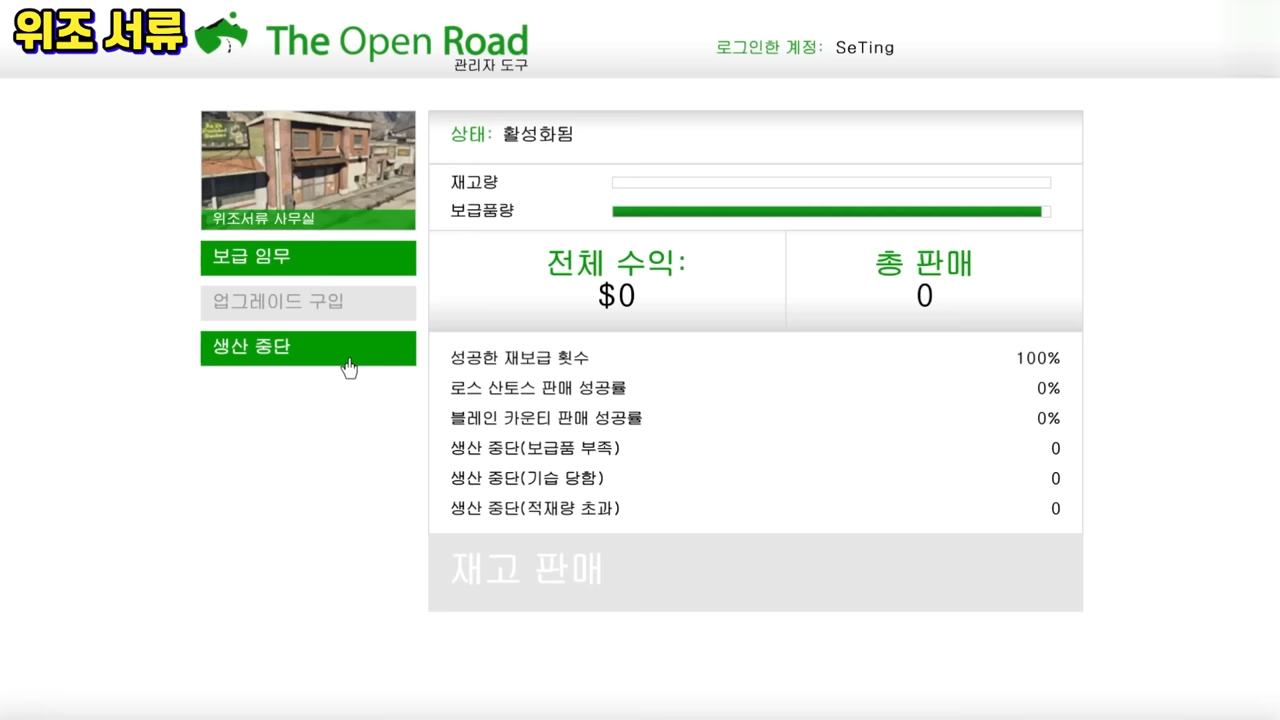 위조 서류
The Open Road
관리자 도구
로그인한 계정: SeTing
위조서류 사무실
보급 임무
업그레이드 구입
생산 중단
상태: 활성화됨
재고량
보급품량
전체 수익:
$0
총 판매
0
성공한 재보급 횟수 100%
로스 산토스 판매 성공률 0%
블레인 카운티 판매 성공률 0%
생산 중단(보급품 부족) 0
생산 중단(기습 당함) 0
생산 중단(적재량 초과) 0
재고 판매